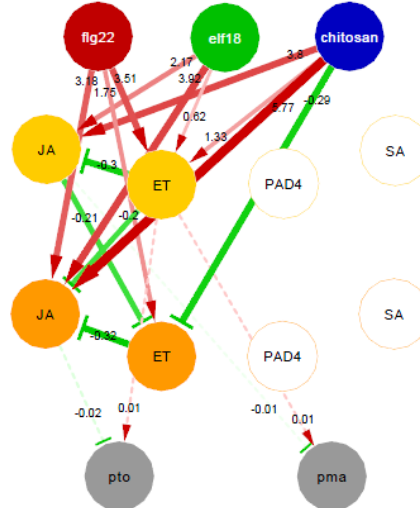 flg22
elf18
chitosan
2.17
3.8
3.18
3.51
3.92
1.75
5.77
-0.29
0.62
1.33
JA
ET
PAD4
SA
-0.3
-0.21
-0.2
JA
ET
PAD4
SA
-0.32
-0.02
0.01
-0.01
0.01
pto
pma